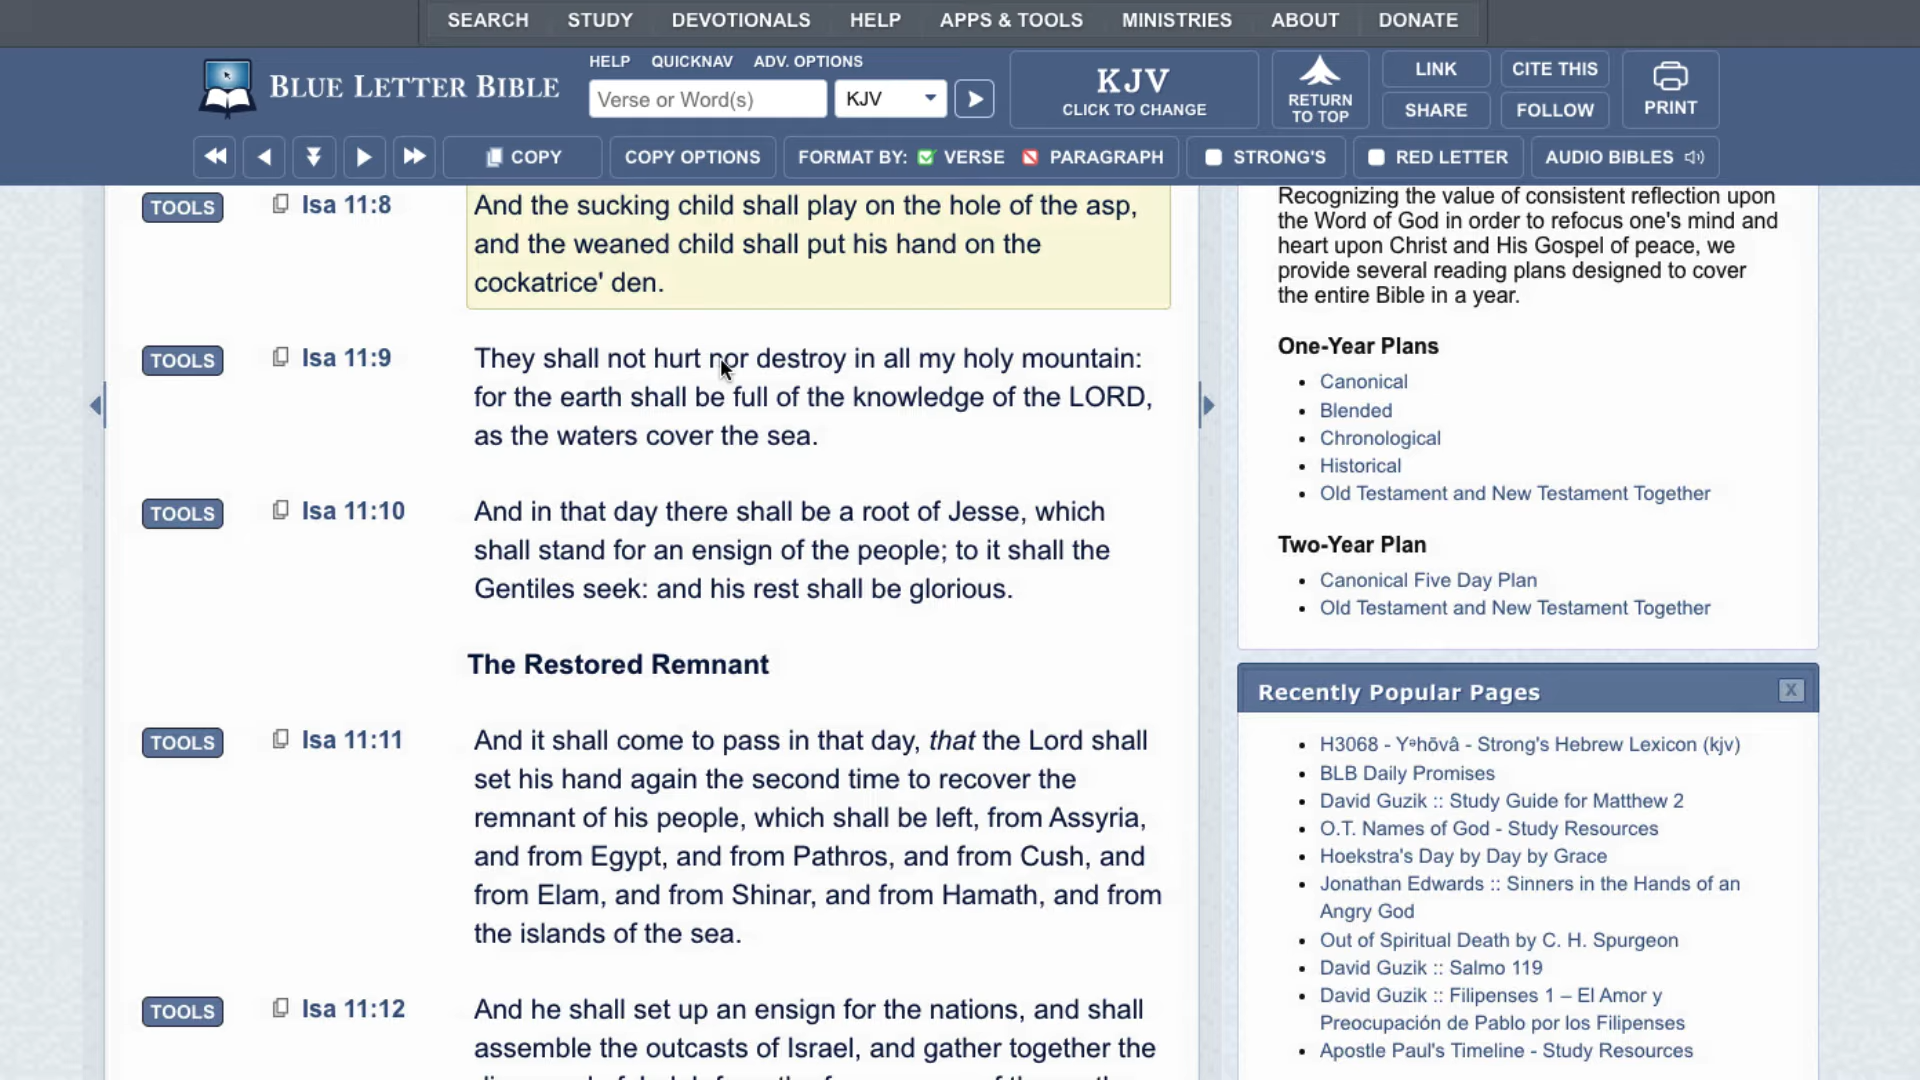 SEARCH STUDY DEVOTIONALS HELP APPS & TOOLS MINISTRIES ABOUT DONATE
BLUE LETTER BIBLE
HELP QUICKNAV ADV. OPTIONS
Verse or Word(s) KJV
KJV
CLICK TO CHANGE
RETURN
TO TOP
LINK
CITE THIS
SHARE
FOLLOW
PRINT
COPY COPY OPTIONS FORMAT BY: VERSE PARAGRAPH STRONG'S RED LETTER AUDIO BIBLES
TOOLS Isa 11:8 And the sucking child shall play on the hole of the asp,
and the weaned child shall put his hand on the
cockatrice' den.
TOOLS Isa 11:9 They shall not hurt nor destroy in all my holy mountain:
for the earth shall be full of the knowledge of the LORD,
as the waters cover the sea.
TOOLS Isa 11:10 And in that day there shall be a root of Jesse, which
shall stand for an ensign of the people; to it shall the
Gentiles seek: and his rest shall be glorious.
The Restored Remnant
TOOLS Isa 11:11 And it shall come to pass in that day, that the Lord shall
set his hand again the second time to recover the
remnant of his people, which shall be left, from Assyria,
and from Egypt, and from Pathros, and from Cush, and
from Elam, and from Shinar, and from Hamath, and from
the islands of the sea.
TOOLS Isa 11:12 And he shall set up an ensign for the nations, and shall
assemble the outcasts of Israel, and gather together the
Recognizing the value of consistent reflection upon
the Word of God in order to refocus one's mind and
heart upon Christ and His Gospel of peace, we
provide several reading plans designed to cover
the entire Bible in a year.
One-Year Plans
• Canonical
• Blended
• Chronological
• Historical
• Old Testament and New Testament Together
Two-Year Plan
• Canonical Five Day Plan
• Old Testament and New Testament Together
Recently Popular Pages X
• H3068 - Yᵊhōvâ - Strong's Hebrew Lexicon (kjv)
• BLB Daily Promises
• David Guzik :: Study Guide for Matthew 2
• O.T. Names of God - Study Resources
• Hoekstra's Day by Day by Grace
• Jonathan Edwards :: Sinners in the Hands of an
Angry God
• Out of Spiritual Death by C. H. Spurgeon
• David Guzik :: Salmo 119
• David Guzik :: Filipenses 1 – El Amor y
Preocupación de Pablo por los Filipenses
• Apostle Paul's Timeline - Study Resources